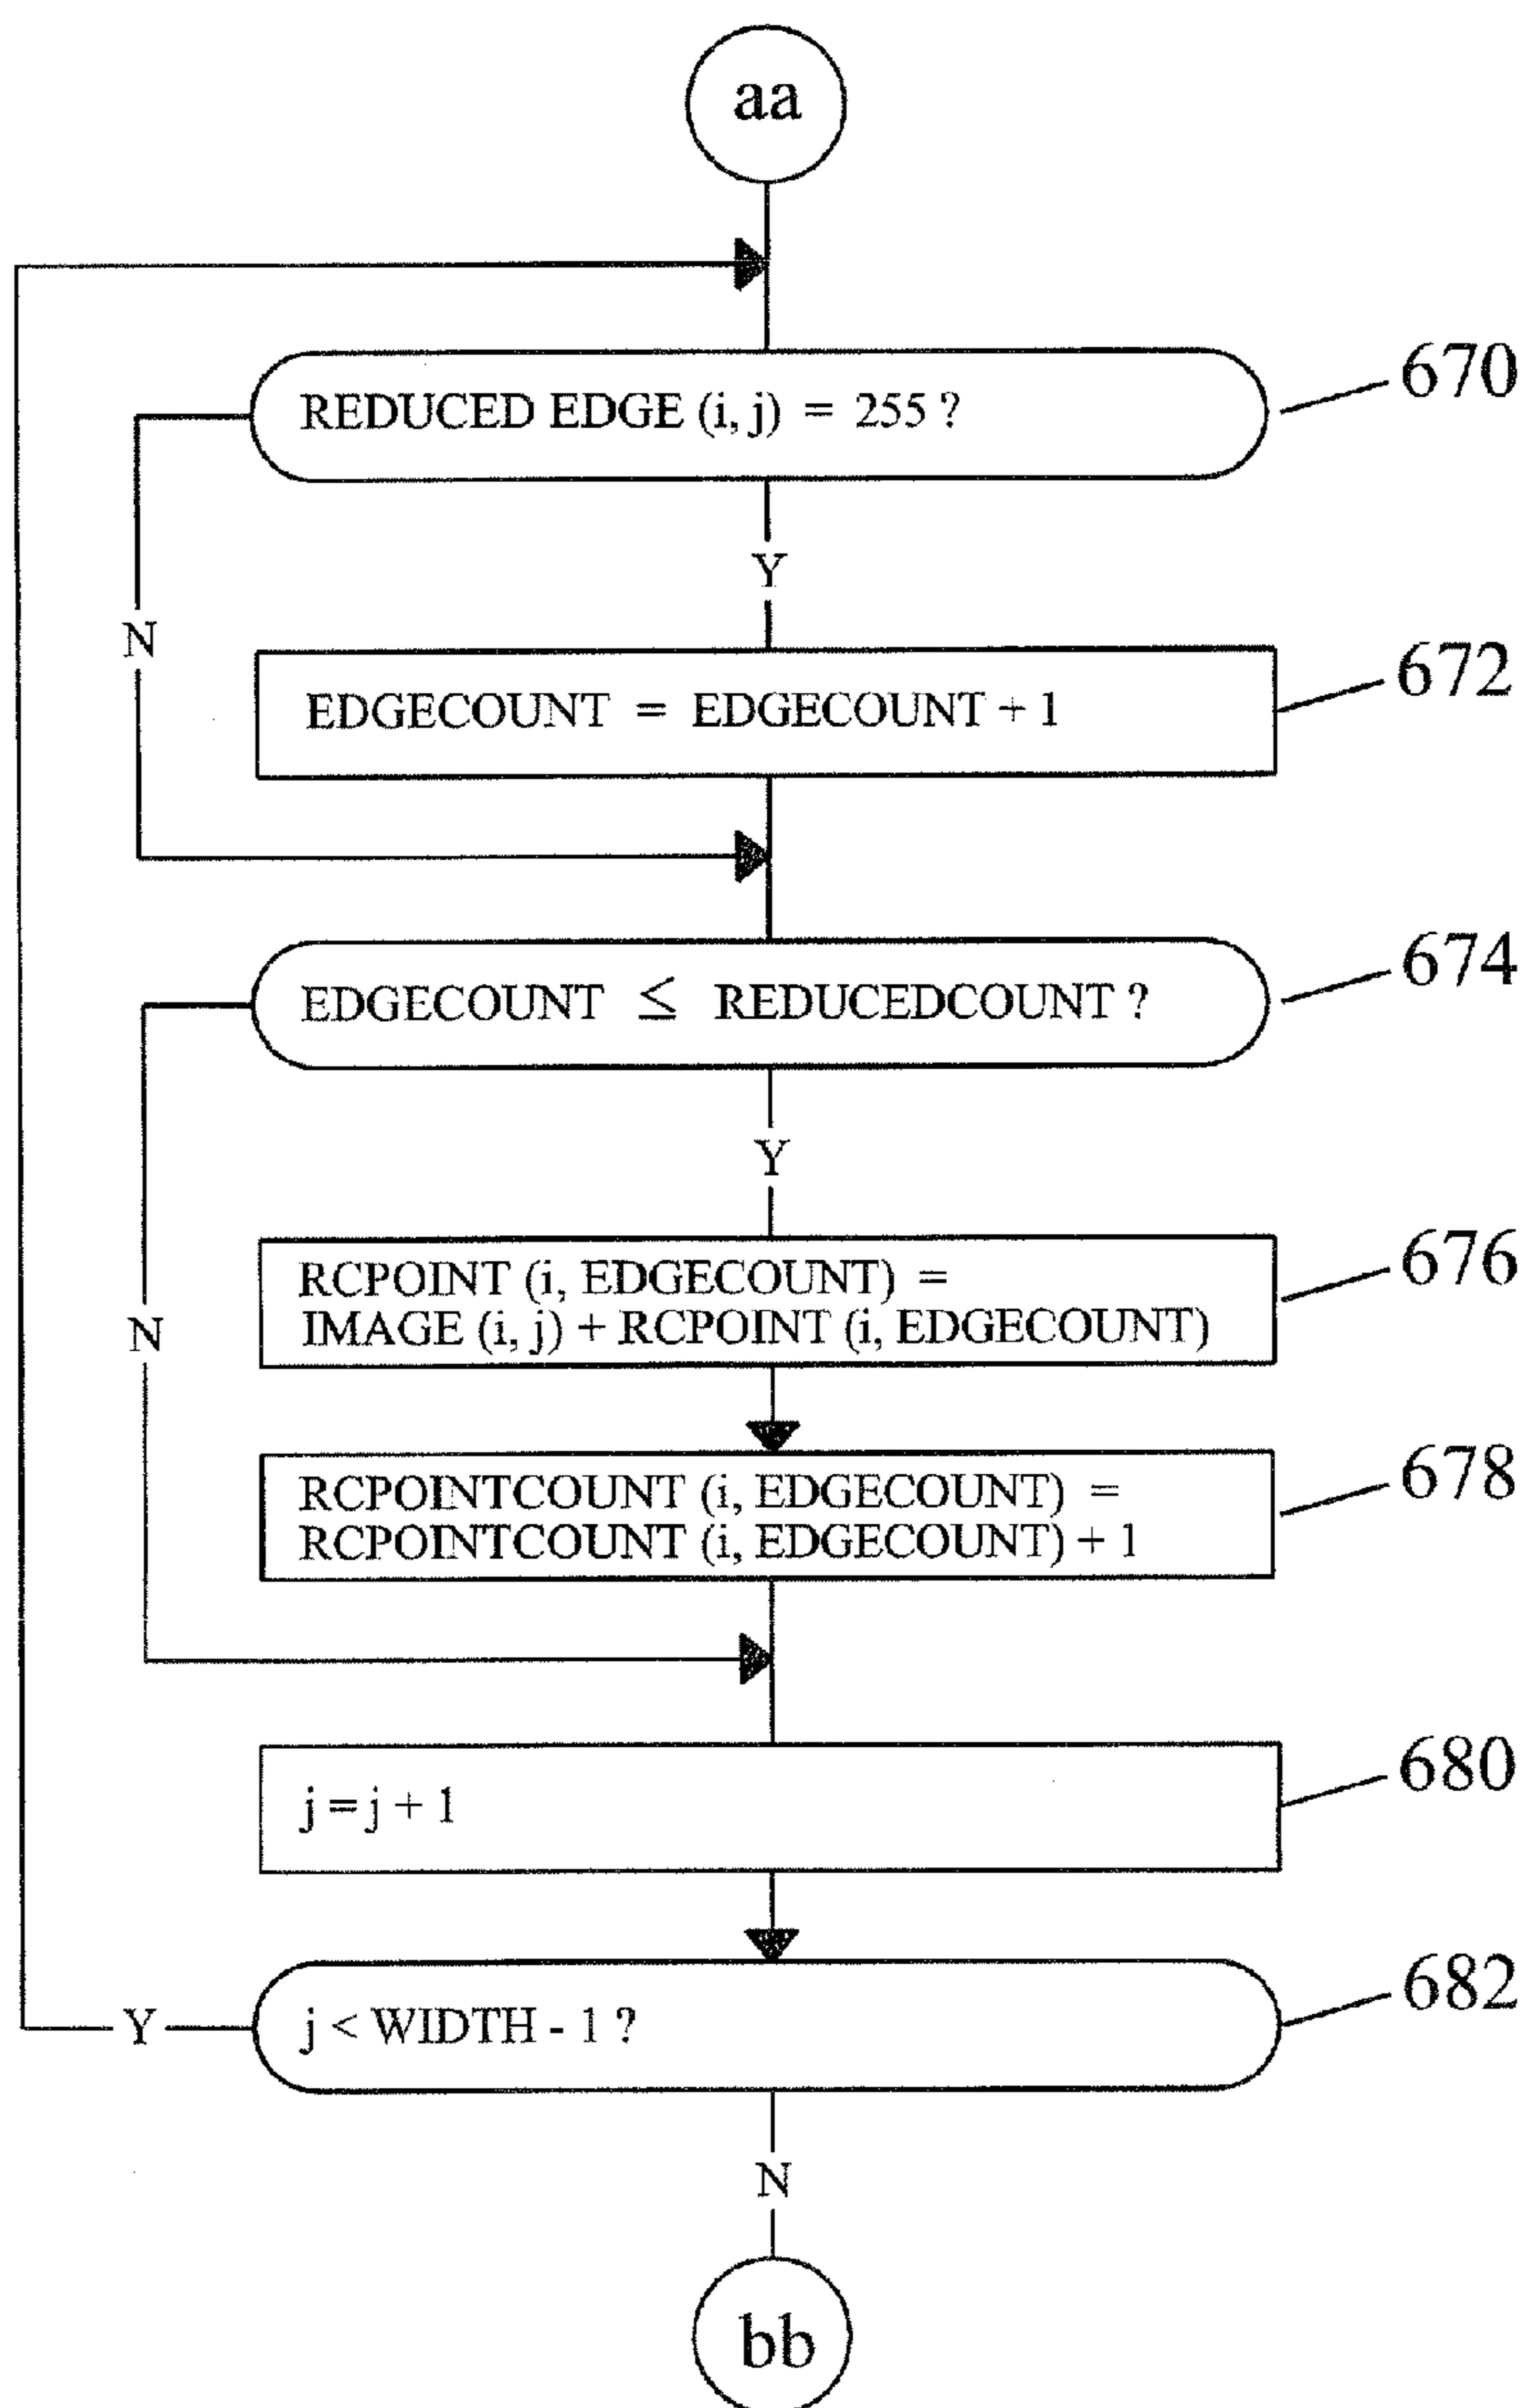 aa
REDUCED EDGE (i, j) = 255 ?
670
Y
N
EDGECOUNT = EDGECOUNT + 1
672
EDGECOUNT ≤ REDUCEDCOUNT ?
674
Y
N
RCPOINT (i, EDGECOUNT) =
IMAGE (i, j) + RCPOINT (i, EDGECOUNT)
676
RCPOINTCOUNT (i, EDGECOUNT) =
RCPOINTCOUNT (i, EDGECOUNT) + 1
678
j = j + 1
680
j < WIDTH - 1 ?
682
Y
N
bb